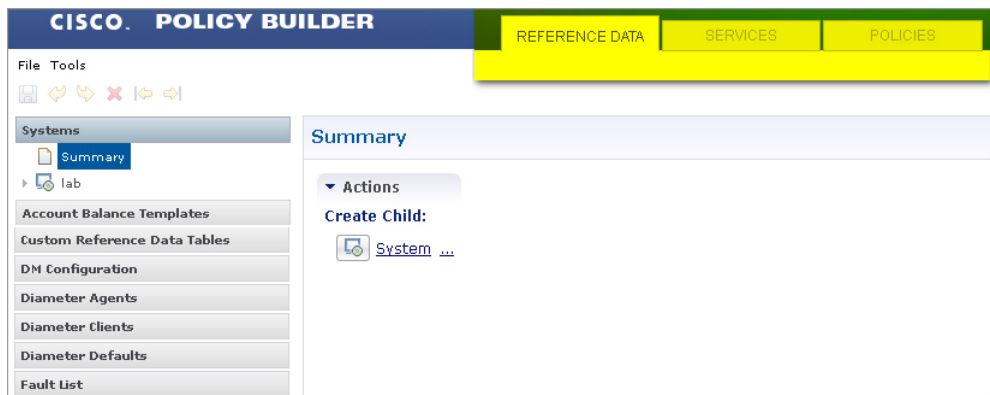 CISCO. POLICY BUILDER
REFERENCE DATA SERVICES POLICIES
File Tools
Systems
Summary
lab
Account Balance Templates
Custom Reference Data Tables
DM Configuration
Diameter Agents
Diameter Clients
Diameter Defaults
Fault List
Summary
Actions
Create Child:
System ...